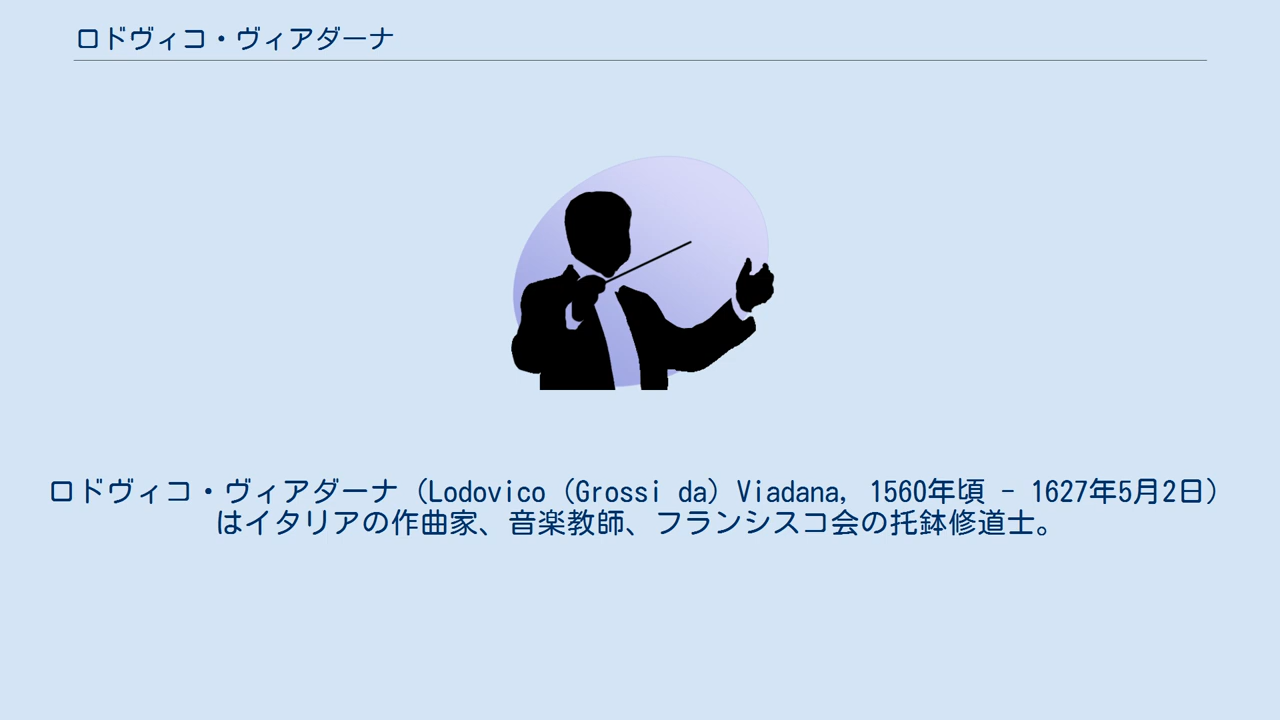 ロドヴィコ・ヴィアダーナ
ロドヴィコ・ヴィアダーナ（Lodovico (Grossi da) Viadana, 1560年頃 - 1627年5月2日）
はイタリアの作曲家、音楽教師、フランシスコ会の托鉢修道士。